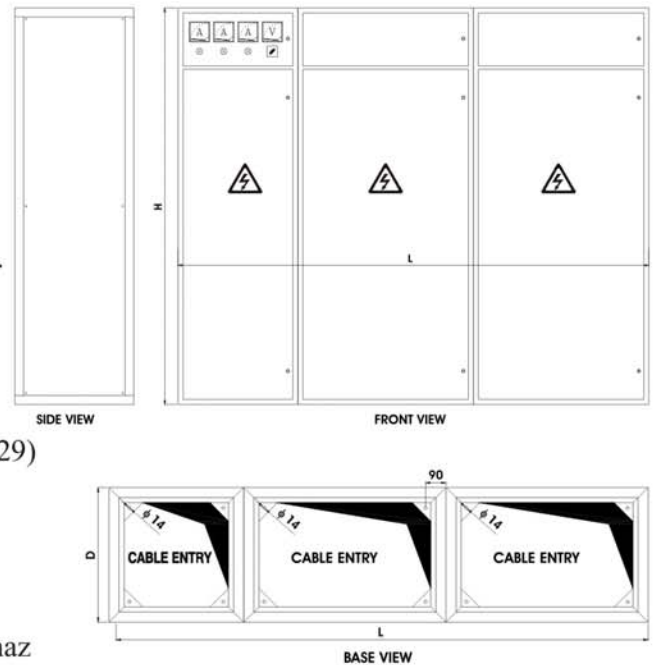 A A A V
H
L
SIDE VIEW
FRONT VIEW
29)
90
ϕ 14 ϕ 14 ϕ 14
D
CABLE ENTRY CABLE ENTRY CABLE ENTRY
L
naz
BASE VIEW